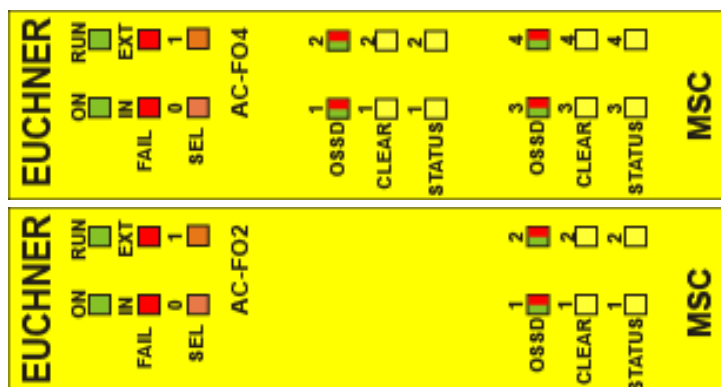 EUCHNER
ON RUN
IN EXT
FAIL
0 1
SEL
AC-FO4
1 2
OSSD
1 2
CLEAR
1 2
STATUS
3 4
OSSD
3 4
CLEAR
3 4
STATUS
MSC
EUCHNER
ON RUN
IN EXT
FAIL
0 1
SEL
AC-FO2
1 2
OSSD
1 2
CLEAR
1 2
STATUS
MSC